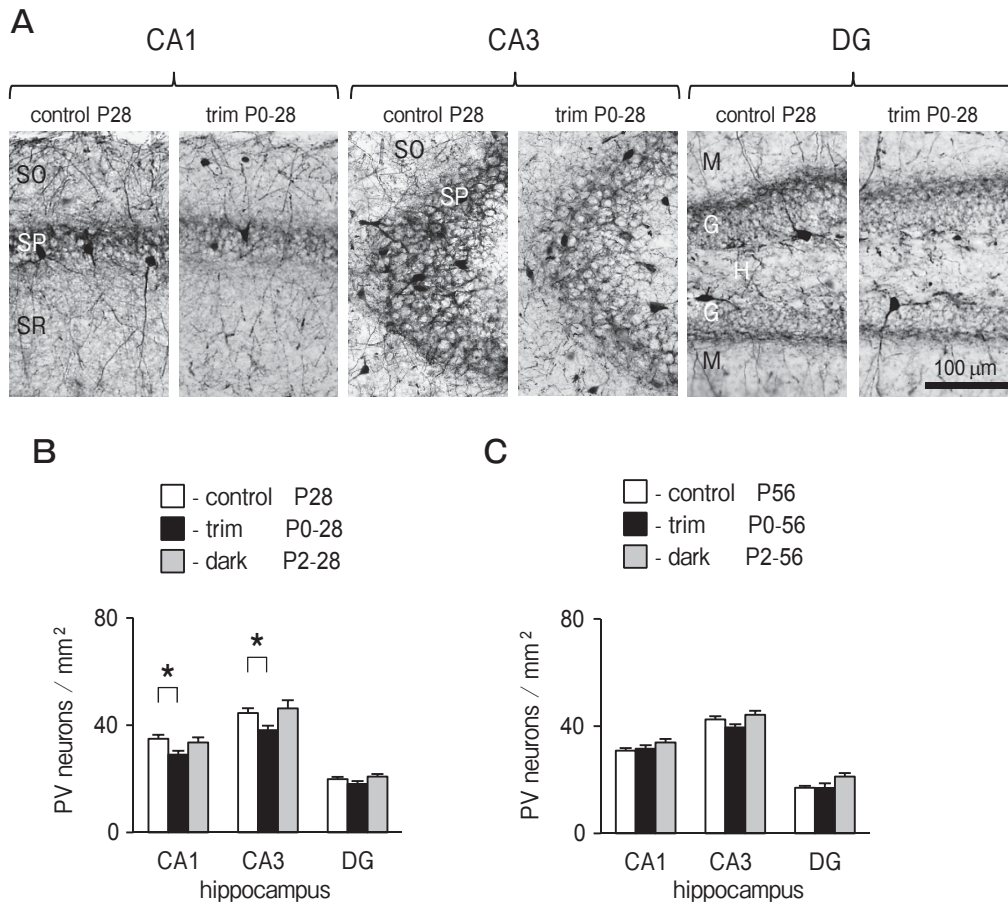 A
CA1 CA3 DG
control P28 trim P0-28 control P28 trim P0-28 control P28 trim P0-28
SO SO M
SP SP G
H
SR G
M
100 µm
B
- control P28
- trim P0-28
- dark P2-28
80
40
0
PV neurons / mm²
* *
CA1 CA3 DG
hippocampus
C
- control P56
- trim P0-56
- dark P2-56
80
40
0
PV neurons / mm²
CA1 CA3 DG
hippocampus